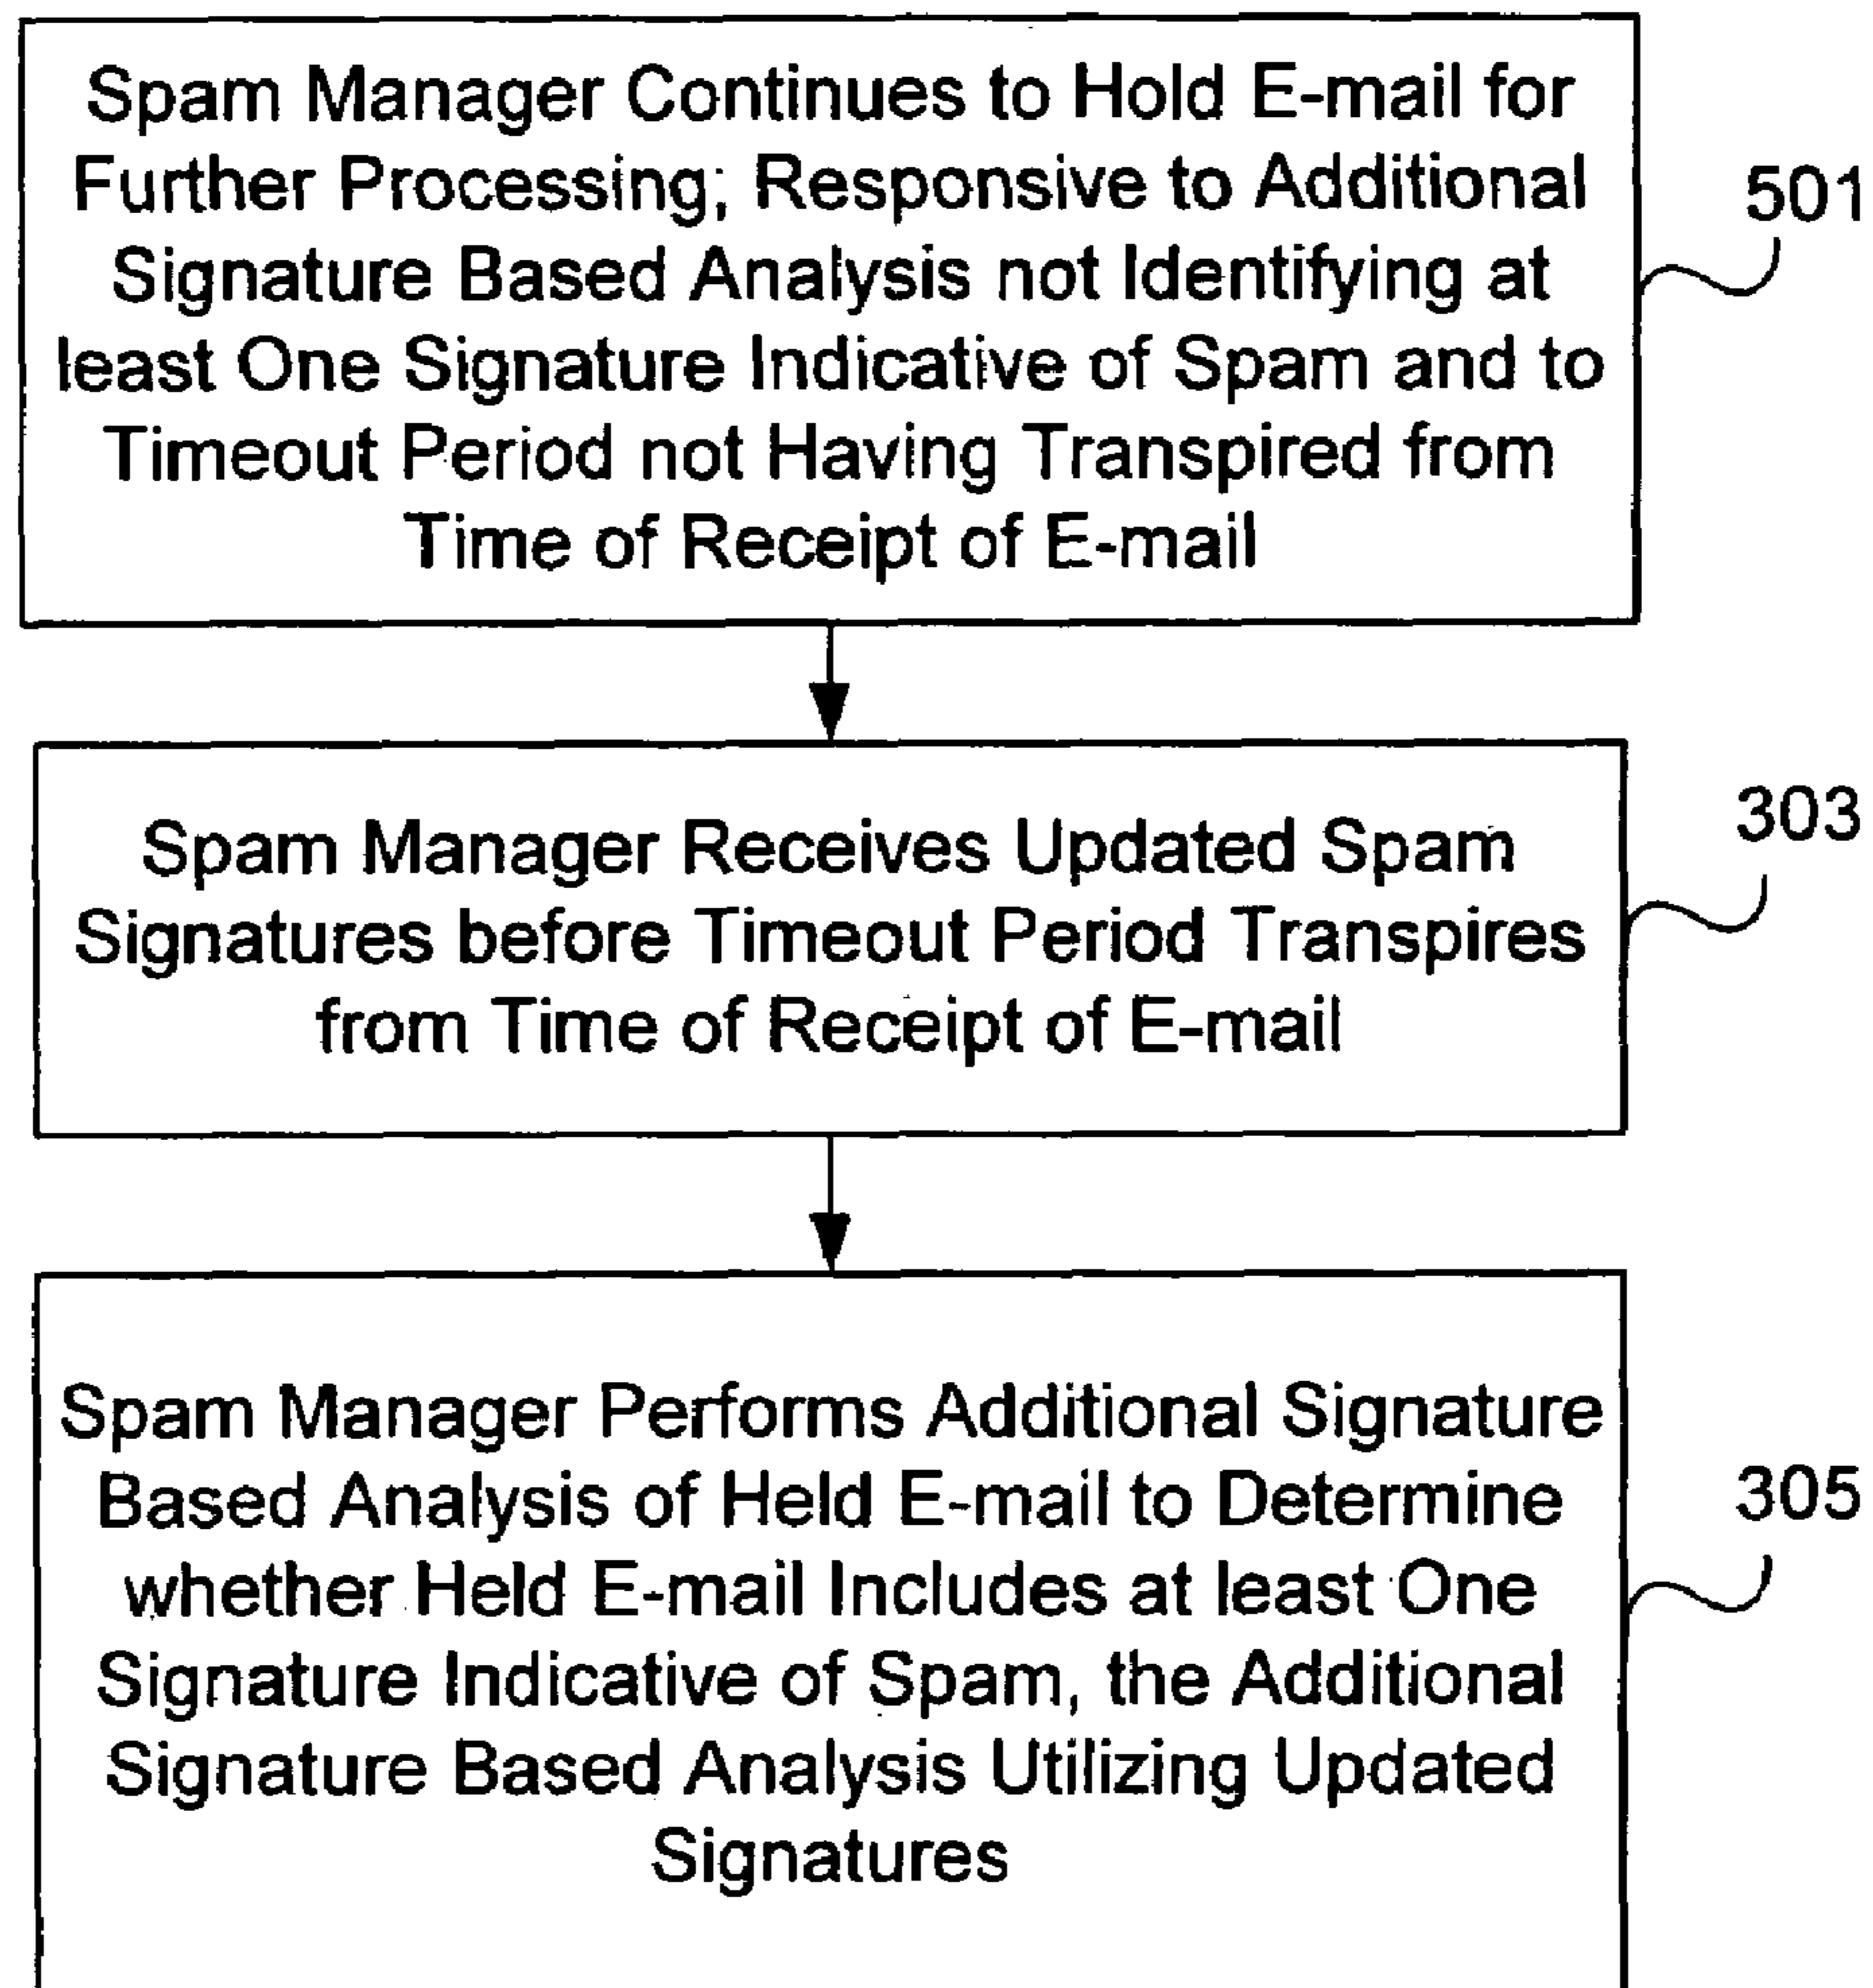 Spam Manager Continues to Hold E-mail for
Further Processing; Responsive to Additional
Signature Based Analysis not Identifying at
least One Signature Indicative of Spam and to
Timeout Period not Having Transpired from
Time of Receipt of E-mail
501
Spam Manager Receives Updated Spam
Signatures before Timeout Period Transpires
from Time of Receipt of E-mail
303
Spam Manager Performs Additional Signature
Based Analysis of Held E-mail to Determine
whether Held E-mail Includes at least One
Signature Indicative of Spam, the Additional
Signature Based Analysis Utilizing Updated
Signatures
305